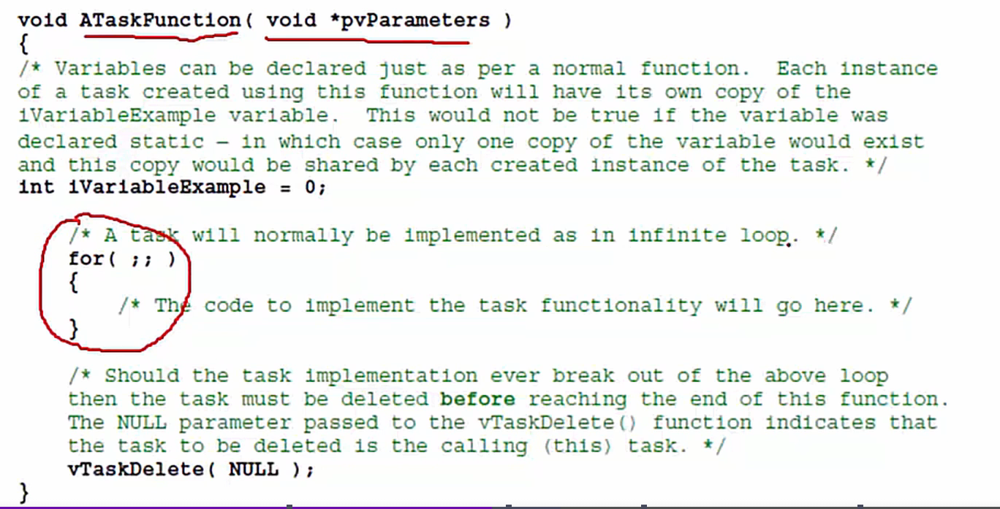 void ATaskFunction( void *pvParameters )
{
/* Variables can be declared just as per a normal function.  Each instance
of a task created using this function will have its own copy of the
iVariableExample variable.  This would not be true if the variable was
declared static – in which case only one copy of the variable would exist
and this copy would be shared by each created instance of the task. */
int iVariableExample = 0;
/* A task will normally be implemented as in infinite loop. */
for( ;; )
{
/* The code to implement the task functionality will go here. */
}
/* Should the task implementation ever break out of the above loop
then the task must be deleted before reaching the end of this function.
The NULL parameter passed to the vTaskDelete() function indicates that
the task to be deleted is the calling (this) task. */
vTaskDelete( NULL );
}